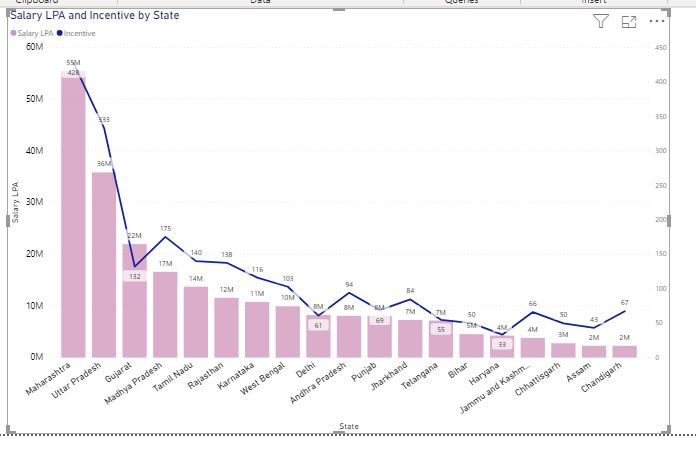 Clipboard Data Queries Insert
Salary LPA and Incentive by State
Salary LPA Incentive
60M
50M
40M
30M
20M
10M
0M
Salary LPA
450
400
350
300
250
200
150
100
50
0
55M
428
333
36M
22M
132
175
17M
140
14M
138
12M
116
11M
103
10M
8M
61
94
8M
8M
69
84
7M
7M
55
50
5M
4M
33
66
4M
50
3M
43
2M
67
2M
Maharashtra
Uttar Pradesh
Gujarat
Madhya Pradesh
Tamil Nadu
Rajasthan
Karnataka
West Bengal
Delhi
Andhra Pradesh
Punjab
Jharkhand
Telangana
Bihar
Haryana
Jammu and Kashm...
Chhattisgarh
Assam
Chandigarh
State